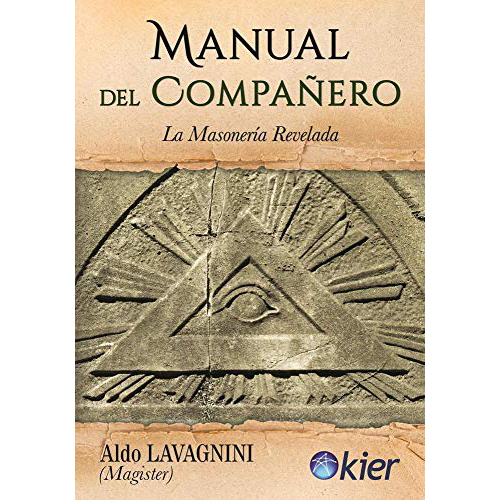 MANUAL
DEL COMPAÑERO
La Masonería Revelada
Aldo LAVAGNINI
(Magister)
kier